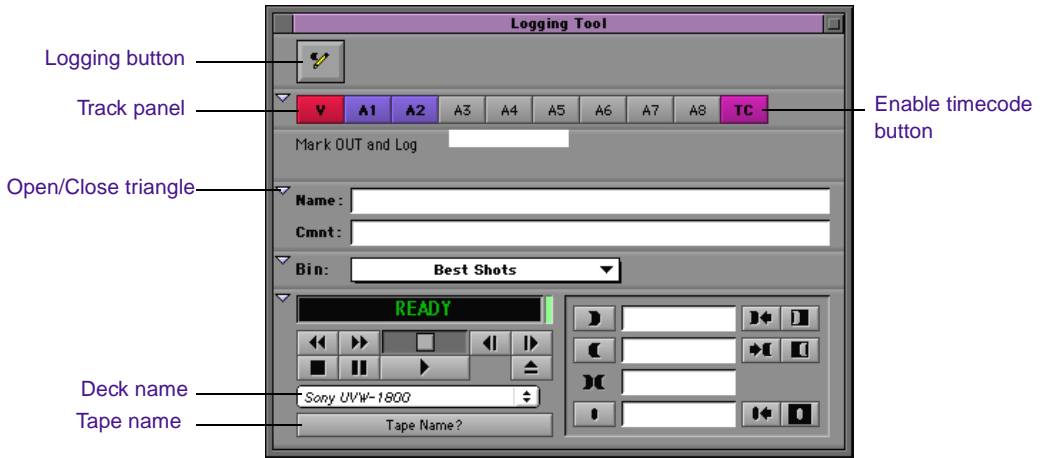 Logging Tool
Logging button
Track panel
V A1 A2 A3 A4 A5 A6 A7 A8 TC
Enable timecode
button
Mark OUT and Log
Open/Close triangle
Name:
Cmnt:
Bin: Best Shots
READY
Deck name
Sony UVW-1800
Tape name
Tape Name?